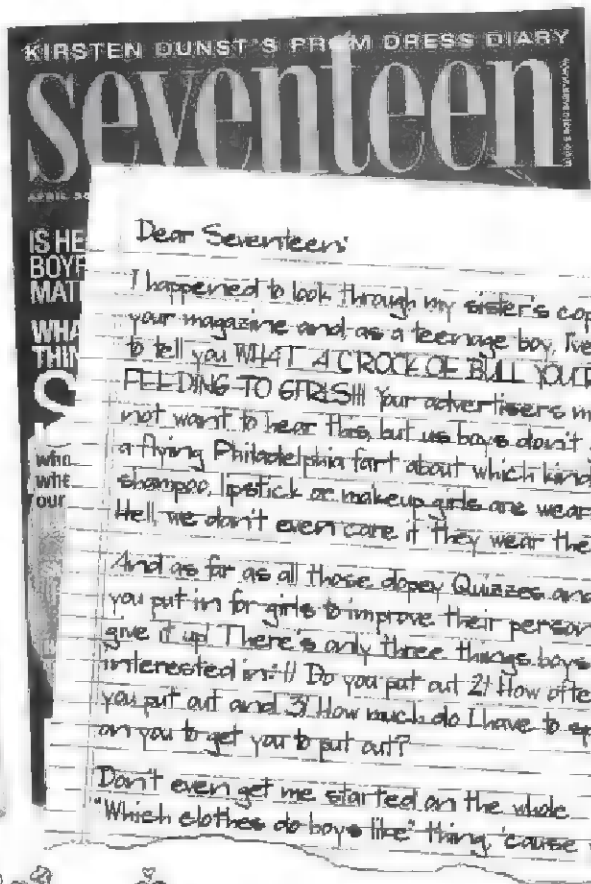 KIRSTEN DUNST'S PROM DRESS DIARY
seventeen
APRIL
IS HE
BOYF
MAT
WHA
THIN
who
whe
our
Dear Seventeen:
I happened to look through my sister's cop
your magazine and, as a teenage boy, I've
to tell you WHAT A CROCK OF BULL YOU'R
FEEDING TO GIRLS!!! Your advertisers m
not want to hear this, but us boys don't
a flying Philadelphia fart about which kind
shampoo, lipstick or makeup girls are wear
Hell, we don't even care if they wear the
And as far as all those dopey Quizzes and
you put in for girls to improve their person
give it up! There's only three things boys
interested in: 1) Do you put out 2) How ofte
you put out and 3) How much do I have to sp
on you to get you to put out?
Don't even get me started on the whole
"Which clothes do boys like" thing, 'cause